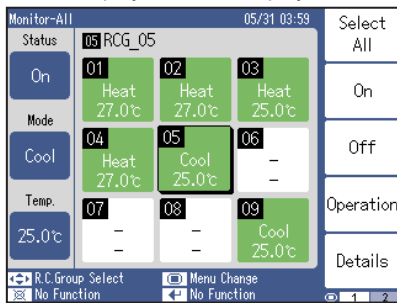 Monitor-All 05/31 03:59
Status
05 RCG_05
On
Mode
Cool
Temp.
25.0℃
01
Heat
27.0℃
02
Heat
27.0℃
03
Heat
25.0℃
04
Heat
27.0℃
05
Cool
25.0℃
06
–
–
07
–
–
08
–
–
09
Cool
25.0℃
Select
All
On
Off
Operation
Details
R.C.Group Select
Menu Change
No Function
No Function
1 2